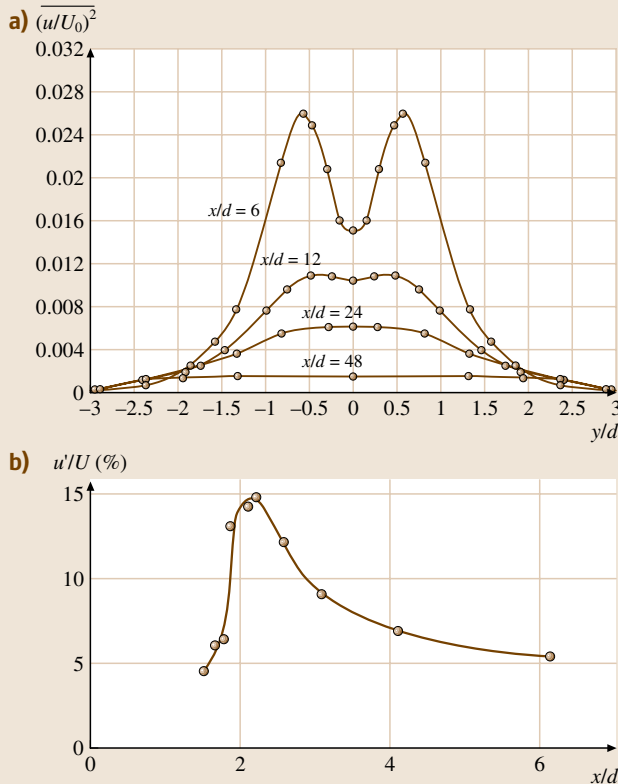 a) (u/U₀)²
0.032
0.028
0.024
0.02
0.016
0.012
0.008
0.004
0
x/d = 6
x/d = 12
x/d = 24
x/d = 48
−3 −2.5 −2 −1.5 −1 −0.5 0 0.5 1 1.5 2 2.5 3
y/d
b) u'/U (%)
15
10
5
0
0 2 4 6
x/d